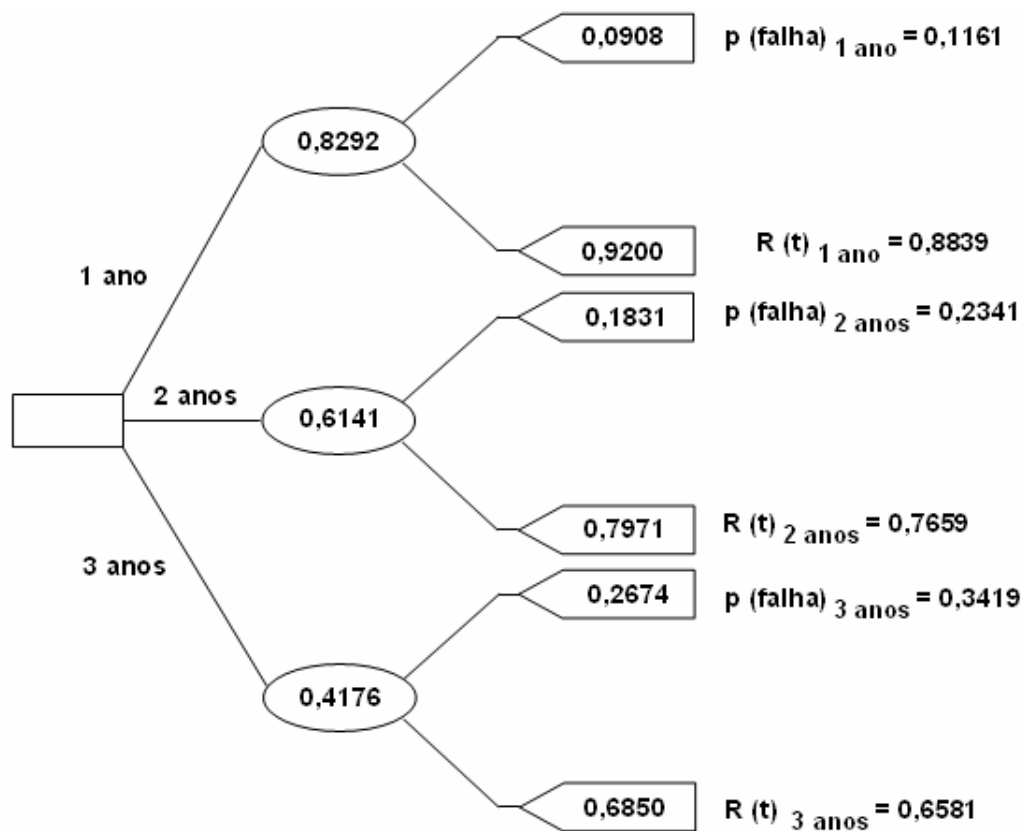 0,0908 p (falha) 1 ano = 0,1161
0,8292
0,9200 R (t) 1 ano = 0,8839
1 ano
0,1831 p (falha) 2 anos = 0,2341
2 anos
0,6141
0,7971 R (t) 2 anos = 0,7659
3 anos
0,2674 p (falha) 3 anos = 0,3419
0,4176
0,6850 R (t) 3 anos = 0,6581